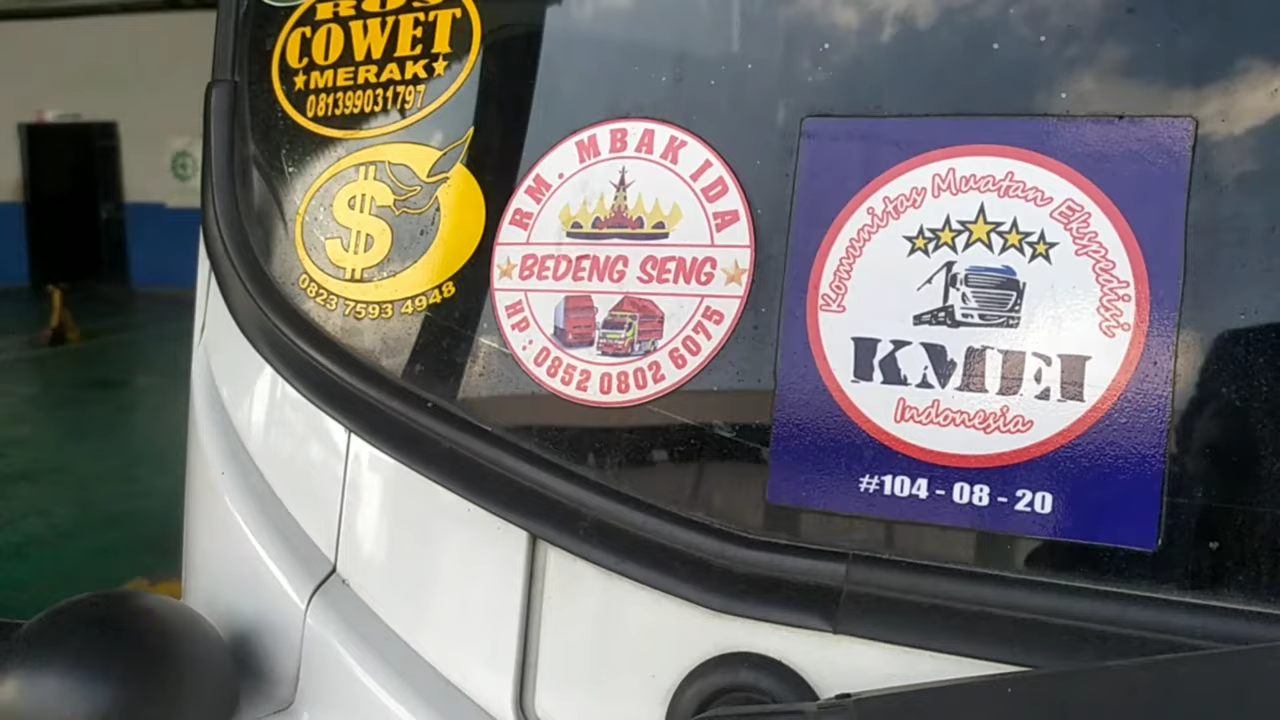 COWET
MERAK
081399031797
$
0823 7593 4948
RM. MBAK IDA
BEDENG SENG
HP : 0852 0802 6075
Komunitas Muatan Ekspedisi
KMEI
Indonesia
#104 - 08 - 20